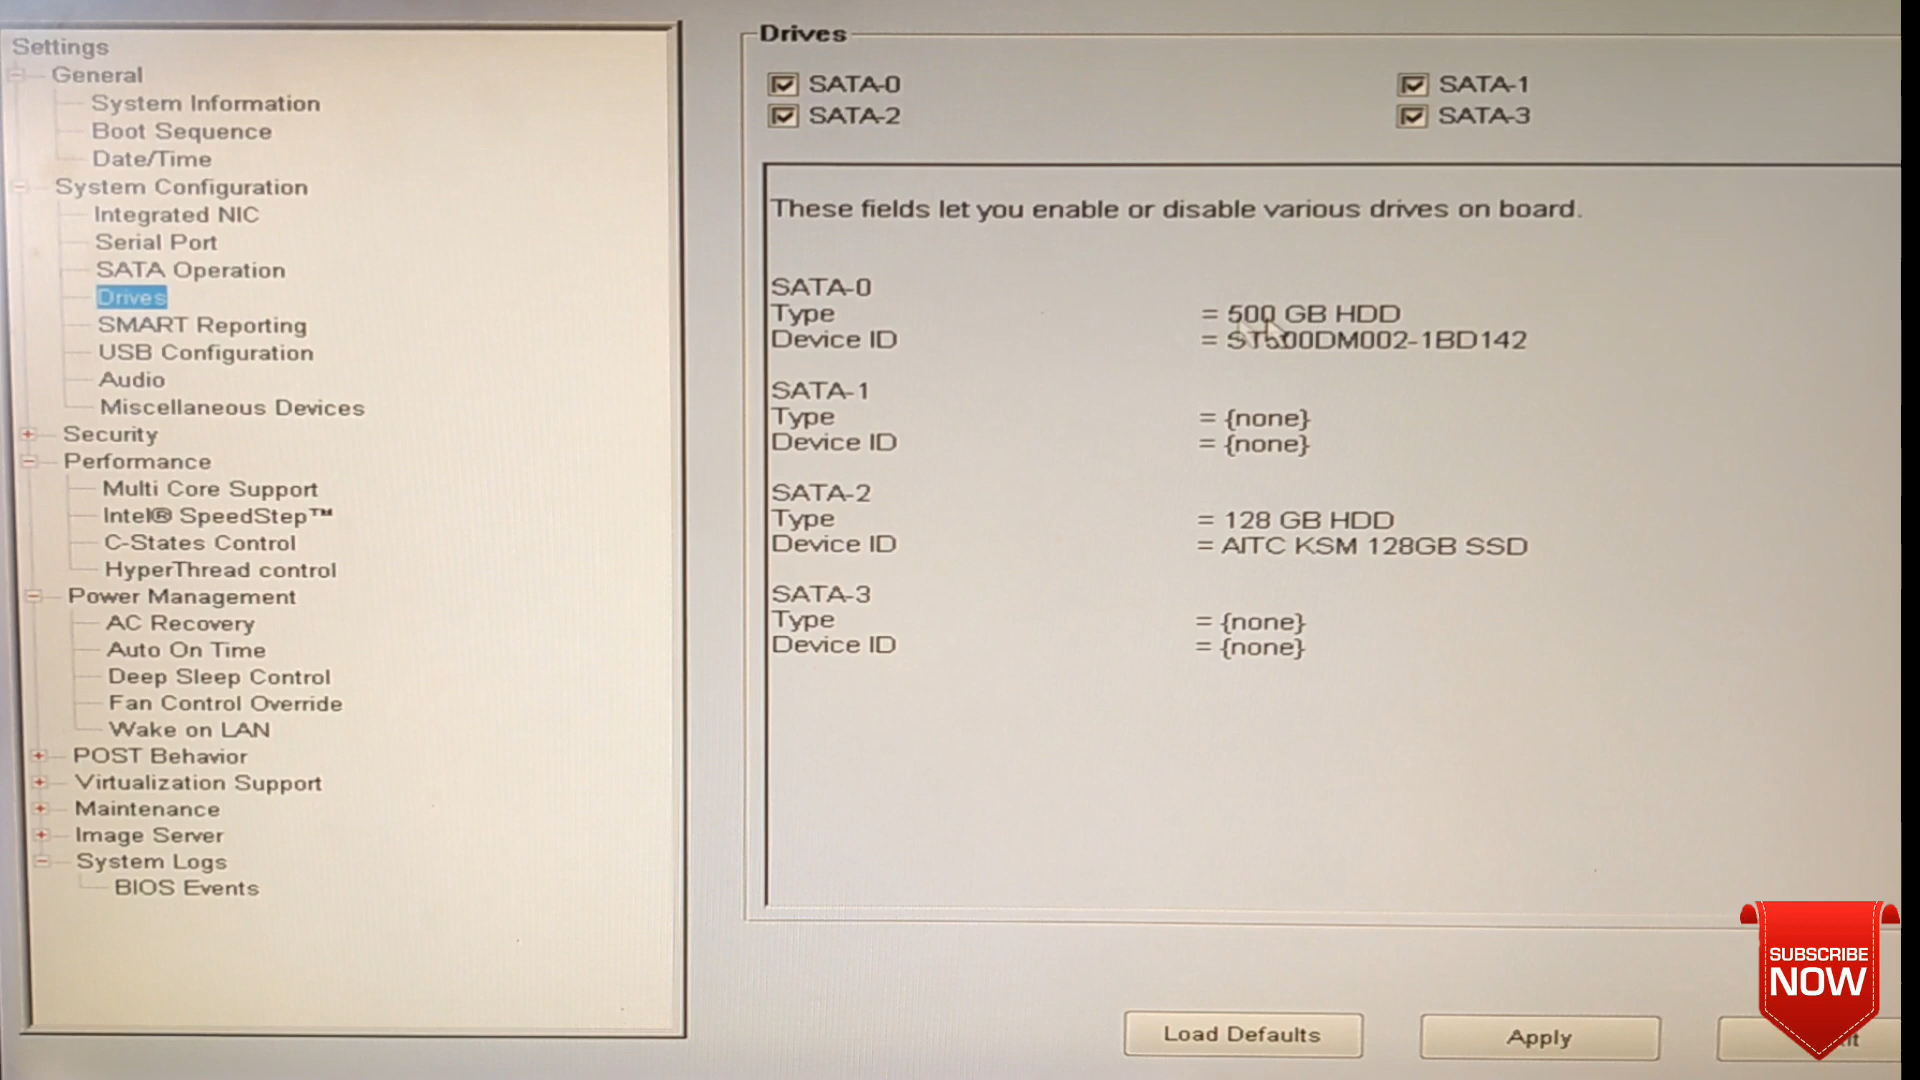 Settings
General
System Information
Boot Sequence
Date/Time
System Configuration
Integrated NIC
Serial Port
SATA Operation
Drives
SMART Reporting
USB Configuration
Audio
Miscellaneous Devices
Security
Performance
Multi Core Support
Intel® SpeedStep™
C-States Control
HyperThread control
Power Management
AC Recovery
Auto On Time
Deep Sleep Control
Fan Control Override
Wake on LAN
POST Behavior
Virtualization Support
Maintenance
Image Server
System Logs
BIOS Events
Drives
SATA-0 SATA-1
SATA-2 SATA-3
These fields let you enable or disable various drives on board.
SATA-0
Type = 500 GB HDD
Device ID = ST500DM002-1BD142
SATA-1
Type = {none}
Device ID = {none}
SATA-2
Type = 128 GB HDD
Device ID = AITC KSM 128GB SSD
SATA-3
Type = {none}
Device ID = {none}
Load Defaults Apply
SUBSCRIBE
NOW